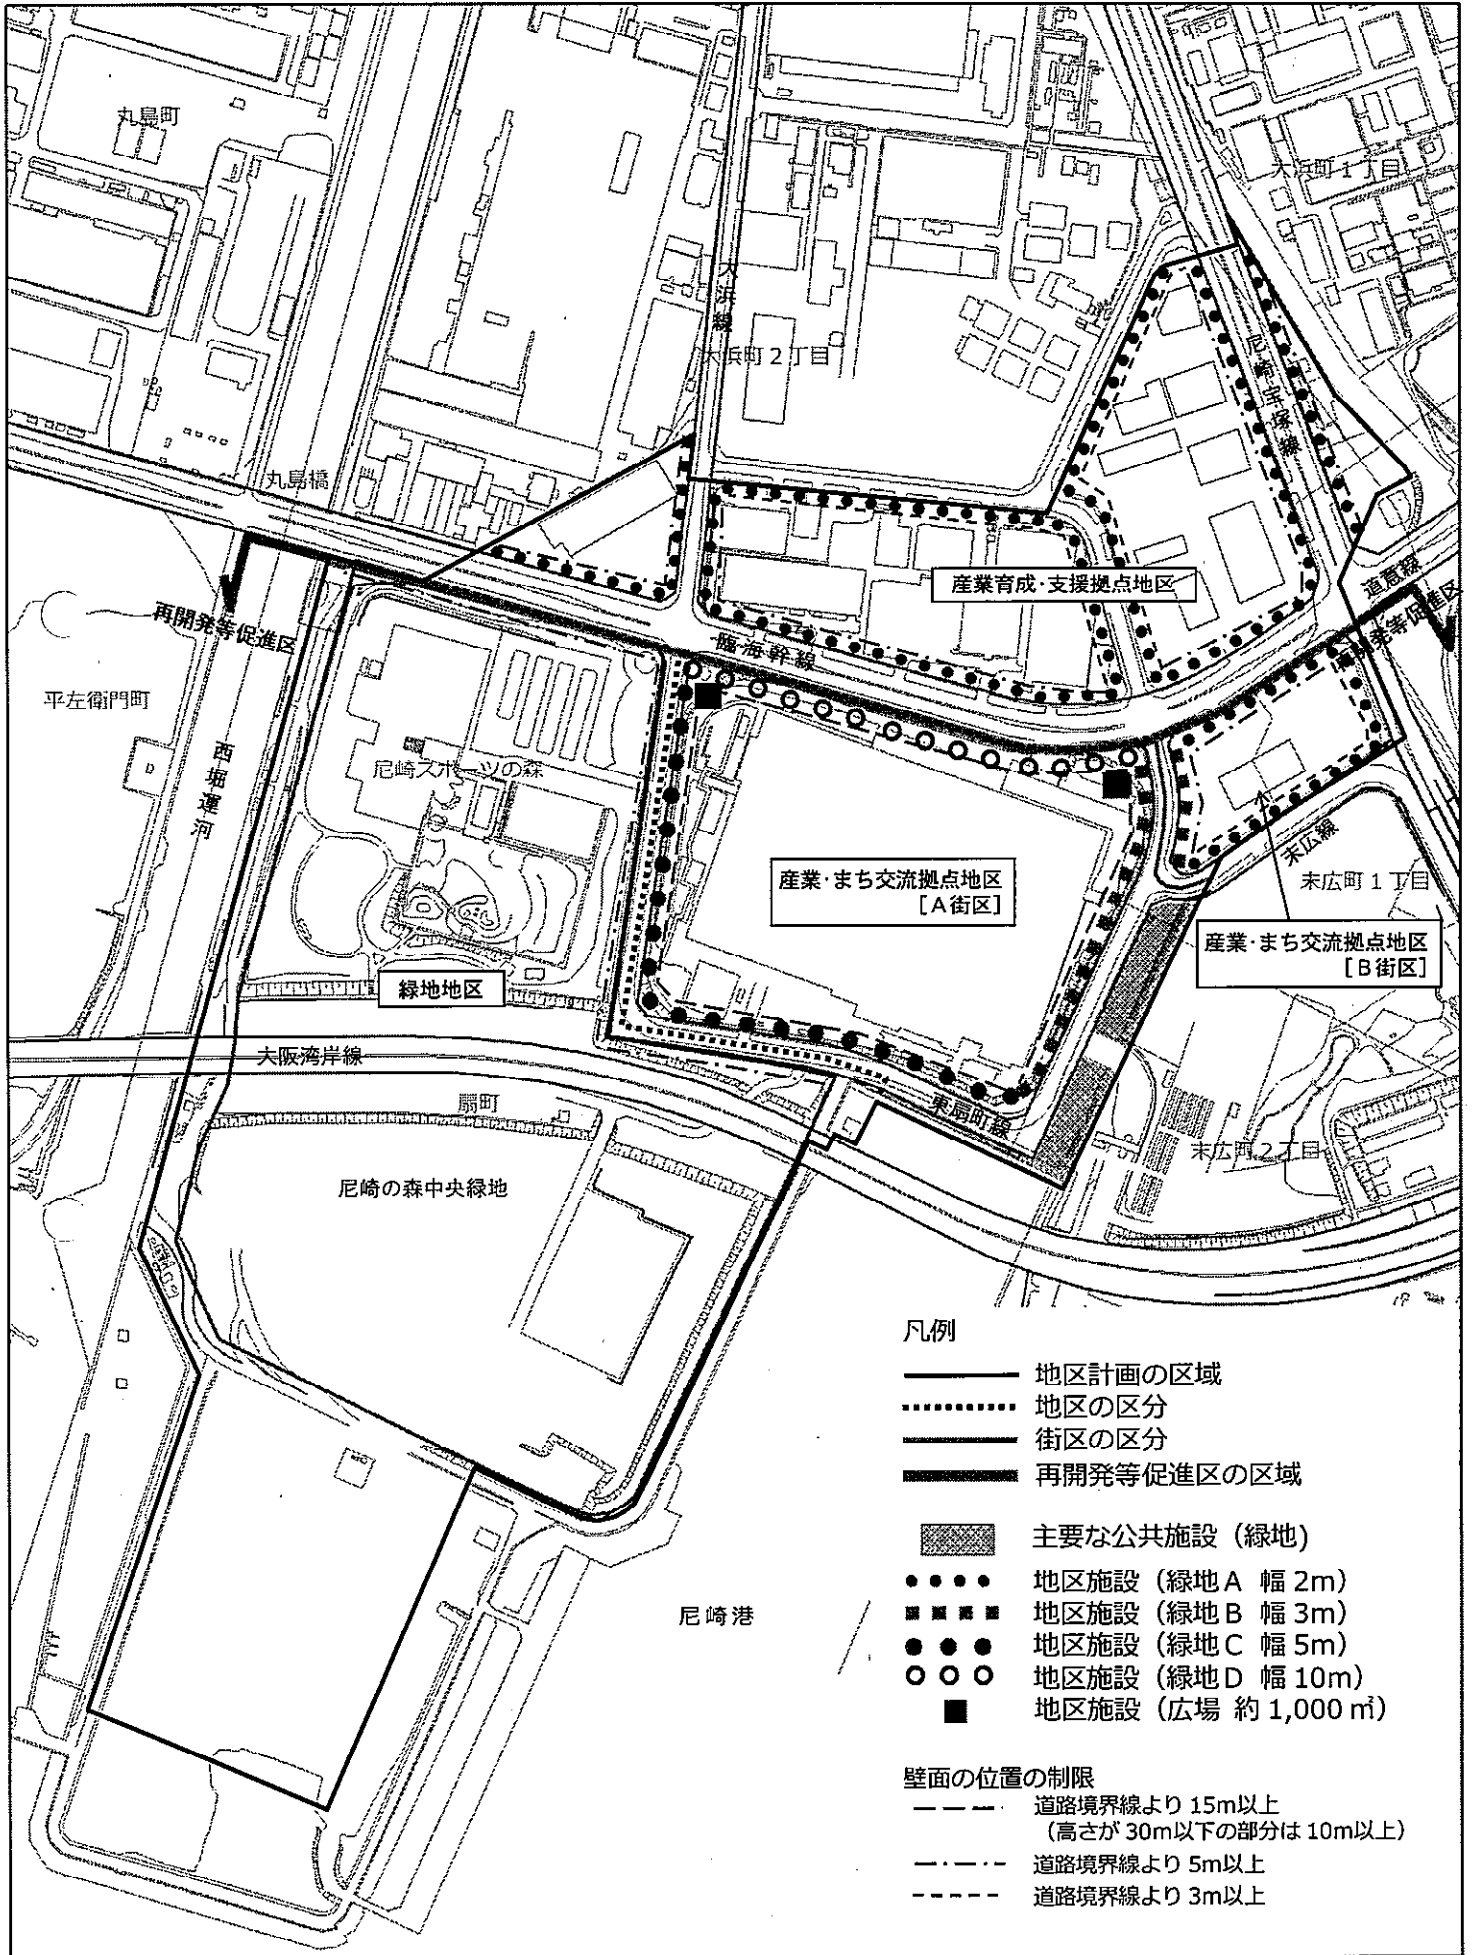 丸島町
大浜町1丁目
大浜線
大浜町2丁目
尼崎宝塚線
丸島橋
産業育成・支援拠点地区
道意線
再開発等促進区
再開発等促進区
臨海幹線
平左衛門町
西堀運河
尼崎スポーツの森
末広線
産業・まち交流拠点地区
[A街区]
末広町1丁目
産業・まち交流拠点地区
[B街区]
緑地地区
大阪湾岸線
扇町
東扇町線
末広町2丁目
尼崎の森中央緑地
尼崎港
凡例
地区計画の区域
地区の区分
街区の区分
再開発等促進区の区域
主要な公共施設(緑地)
地区施設(緑地A 幅2m)
地区施設(緑地B 幅3m)
地区施設(緑地C 幅5m)
地区施設(緑地D 幅10m)
地区施設(広場 約1,000㎡)
壁面の位置の制限
道路境界線より15m以上
(高さが30m以下の部分は10m以上)
道路境界線より5m以上
道路境界線より3m以上